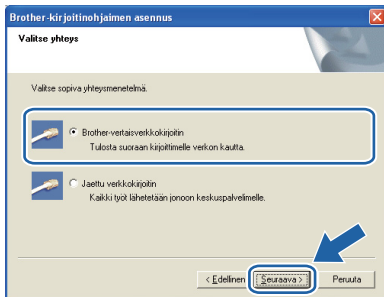 Brother-kirjoitinohjaimen asennus
Valitse yhteys
Valitse sopiva yhteysmenetelmä.
Brother-vertaisverkkokirjoitin
Tulosta suoraan kirjoittimelle verkon kautta.
Jaettu verkkokirjoitin
Kaikki työt lähetetään jonoon keskuspalvelimelle.
< Edellinen Seuraava > Peruuta